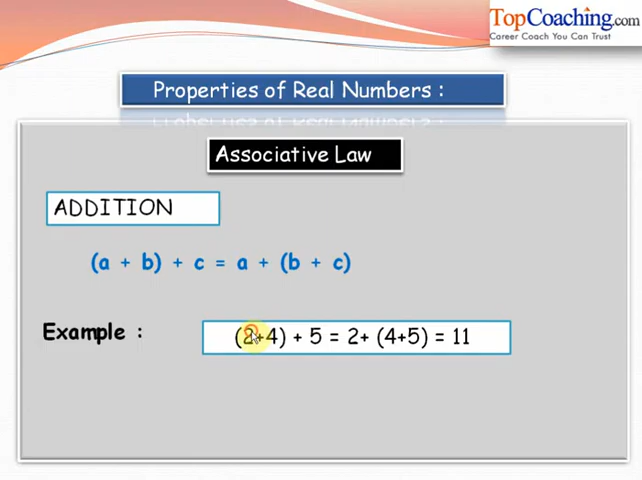 TopCoaching.com
Career Coach You Can Trust
Properties of Real Numbers :
Associative Law
ADDITION
(a + b) + c = a + (b + c)
Example :
(2+4) + 5 = 2+ (4+5) = 11